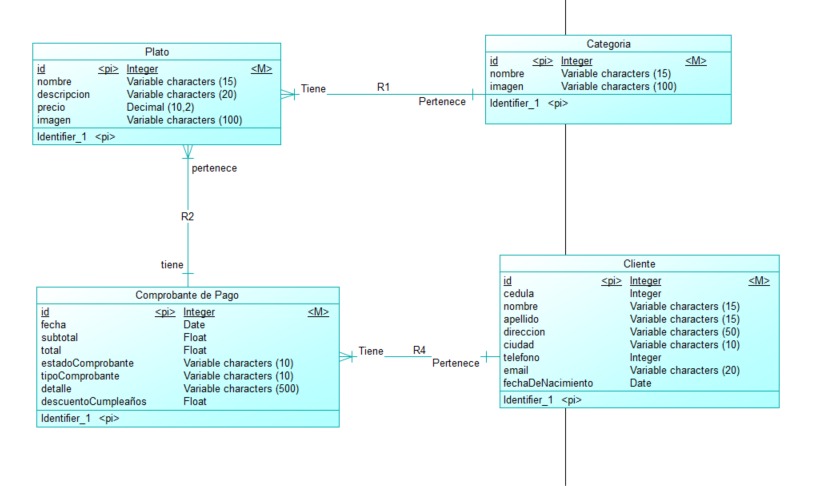 Plato
id <pi> Integer <M>
nombre Variable characters (15)
descripcion Variable characters (20)
precio Decimal (10,2)
imagen Variable characters (100)
Identifier_1 <pi>
Categoria
id <pi> Integer <M>
nombre Variable characters (15)
imagen Variable characters (100)
Identifier_1 <pi>
Tiene
R1
Pertenece
pertenece
R2
tiene
Comprobante de Pago
id <pi> Integer <M>
fecha Date
subtotal Float
total Float
estadoComprobante Variable characters (10)
tipoComprobante Variable characters (10)
detalle Variable characters (500)
descuentoCumpleaños Float
Identifier_1 <pi>
Tiene
R4
Pertenece
Cliente
id <pi> Integer <M>
cedula Integer
nombre Variable characters (15)
apellido Variable characters (15)
direccion Variable characters (50)
ciudad Variable characters (10)
telefono Integer
email Variable characters (20)
fechaDeNacimiento Date
Identifier_1 <pi>